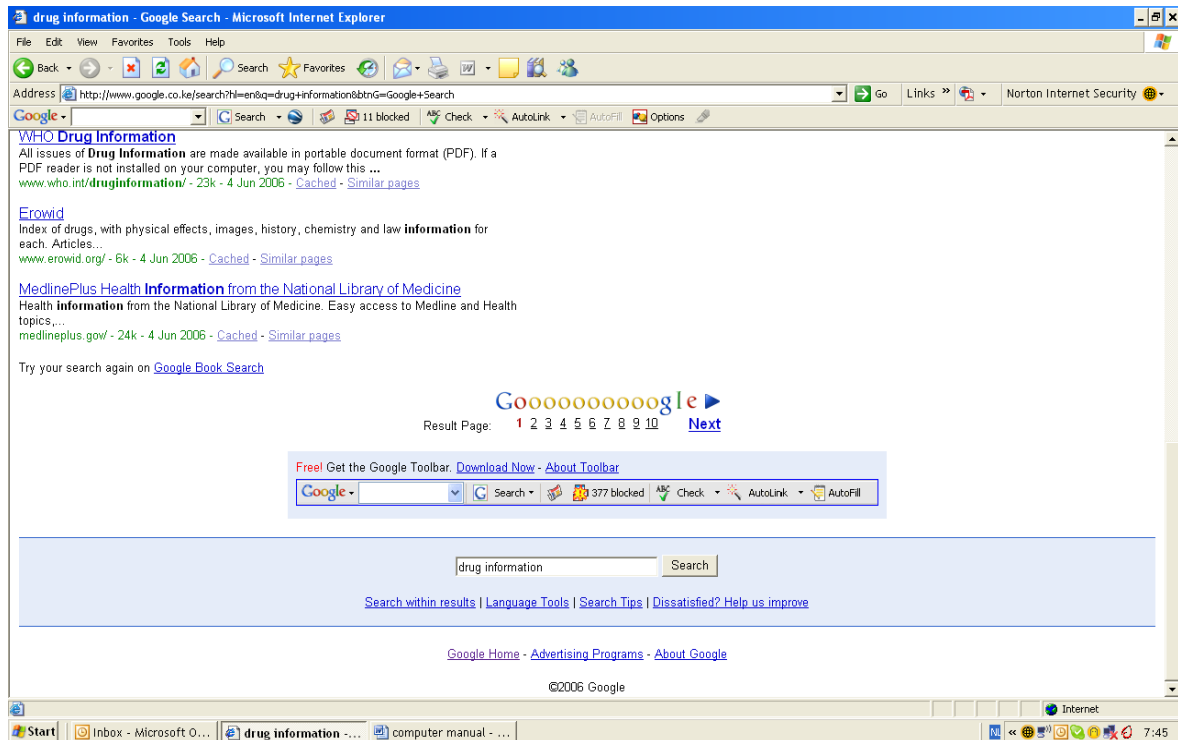 drug information - Google Search - Microsoft Internet Explorer
File Edit View Favorites Tools Help
Back Search Favorites
Address http://www.google.co.ke/search?hl=en&q=drug+information&btnG=Google+Search Go Links » Norton Internet Security
Google Search 11 blocked ABC Check AutoLink AutoFill Options
WHO Drug Information
All issues of Drug Information are made available in portable document format (PDF). If a
PDF reader is not installed on your computer, you may follow this ...
www.who.int/druginformation/ - 23k - 4 Jun 2006 - Cached - Similar pages
Erowid
Index of drugs, with physical effects, images, history, chemistry and law information for
each. Articles...
www.erowid.org/ - 6k - 4 Jun 2006 - Cached - Similar pages
MedlinePlus Health Information from the National Library of Medicine
Health information from the National Library of Medicine. Easy access to Medline and Health
topics,...
medlineplus.gov/ - 24k - 4 Jun 2006 - Cached - Similar pages
Try your search again on Google Book Search
Goooooooooogle
Result Page: 1 2 3 4 5 6 7 8 9 10 Next
Free! Get the Google Toolbar. Download Now - About Toolbar
Google G Search 377 blocked ABC Check AutoLink AutoFill
drug information Search
Search within results | Language Tools | Search Tips | Dissatisfied? Help us improve
Google Home - Advertising Programs - About Google
©2006 Google
Internet
Start Inbox - Microsoft O... drug information -... computer manual - ... NL « 7:45